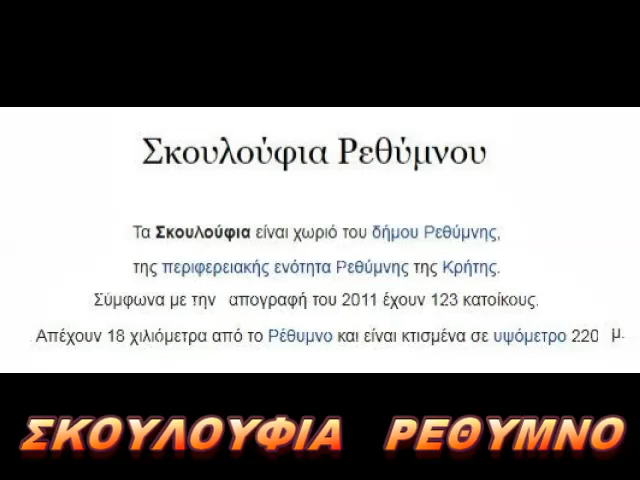 Σκουλούφια Ρεθύμνου
Τα Σκουλούφια είναι χωριό του δήμου Ρεθύμνης,
της περιφερειακής ενότητα Ρεθύμνης της Κρήτης.
Σύμφωνα με την απογραφή του 2011 έχουν 123 κατοίκους.
Απέχουν 18 χιλιόμετρα από το Ρέθυμνο και είναι κτισμένα σε υψόμετρο 220 μ.
ΣΚΟΥΛΟΥΦΙΑ ΡΕΘΥΜΝΟ